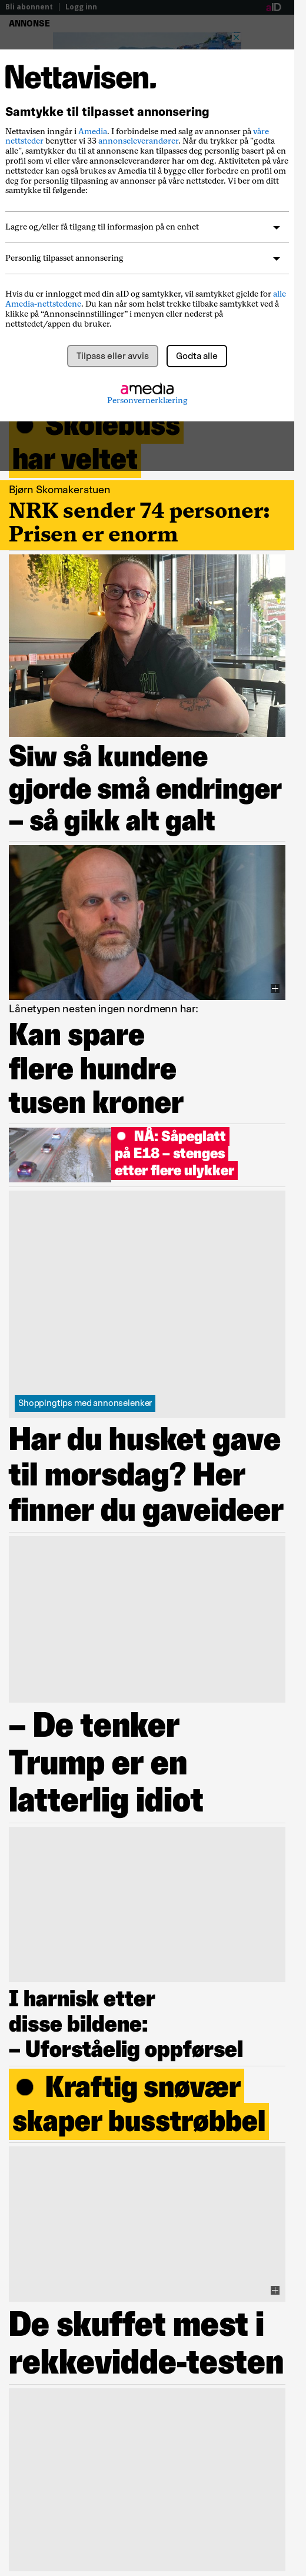 Bli abonnent | Logg inn
aID
ANNONSE
Nettavisen.
Samtykke til tilpasset annonsering
Nettavisen inngår i Amedia. I forbindelse med salg av annonser på våre
nettsteder benytter vi 33 annonseleverandører. Når du trykker på "godta
alle", samtykker du til at annonsene kan tilpasses deg personlig basert på en
profil som vi eller våre annonseleverandører har om deg. Aktiviteten på våre
nettsteder kan også brukes av Amedia til å bygge eller forbedre en profil om
deg for personlig tilpasning av annonser på våre nettsteder. Vi ber om ditt
samtykke til følgende:
Lagre og/eller få tilgang til informasjon på en enhet
Personlig tilpasset annonsering
Hvis du er innlogget med din aID og samtykker, vil samtykket gjelde for alle
Amedia-nettstedene. Du kan når som helst trekke tilbake samtykket ved å
klikke på “Annonseinnstillinger” i menyen eller nederst på
nettstedet/appen du bruker.
Tilpass eller avvis
Godta alle
amedia
Personvernerklæring
Skolebuss
har veltet
Bjørn Skomakerstuen
NRK sender 74 personer:
Prisen er enorm
Siw så kundene
gjorde små endringer
– så gikk alt galt
Lånetypen nesten ingen nordmenn har:
Kan spare
flere hundre
tusen kroner
NÅ: Såpeglatt
på E18 – stenges
etter flere ulykker
Shoppingtips med annonselenker
Har du husket gave
til morsdag? Her
finner du gaveideer
– De tenker
Trump er en
latterlig idiot
I harnisk etter
disse bildene:
– Uforståelig oppførsel
Kraftig snøvær
skaper busstrøbbel
De skuffet mest i
rekkevidde-testen